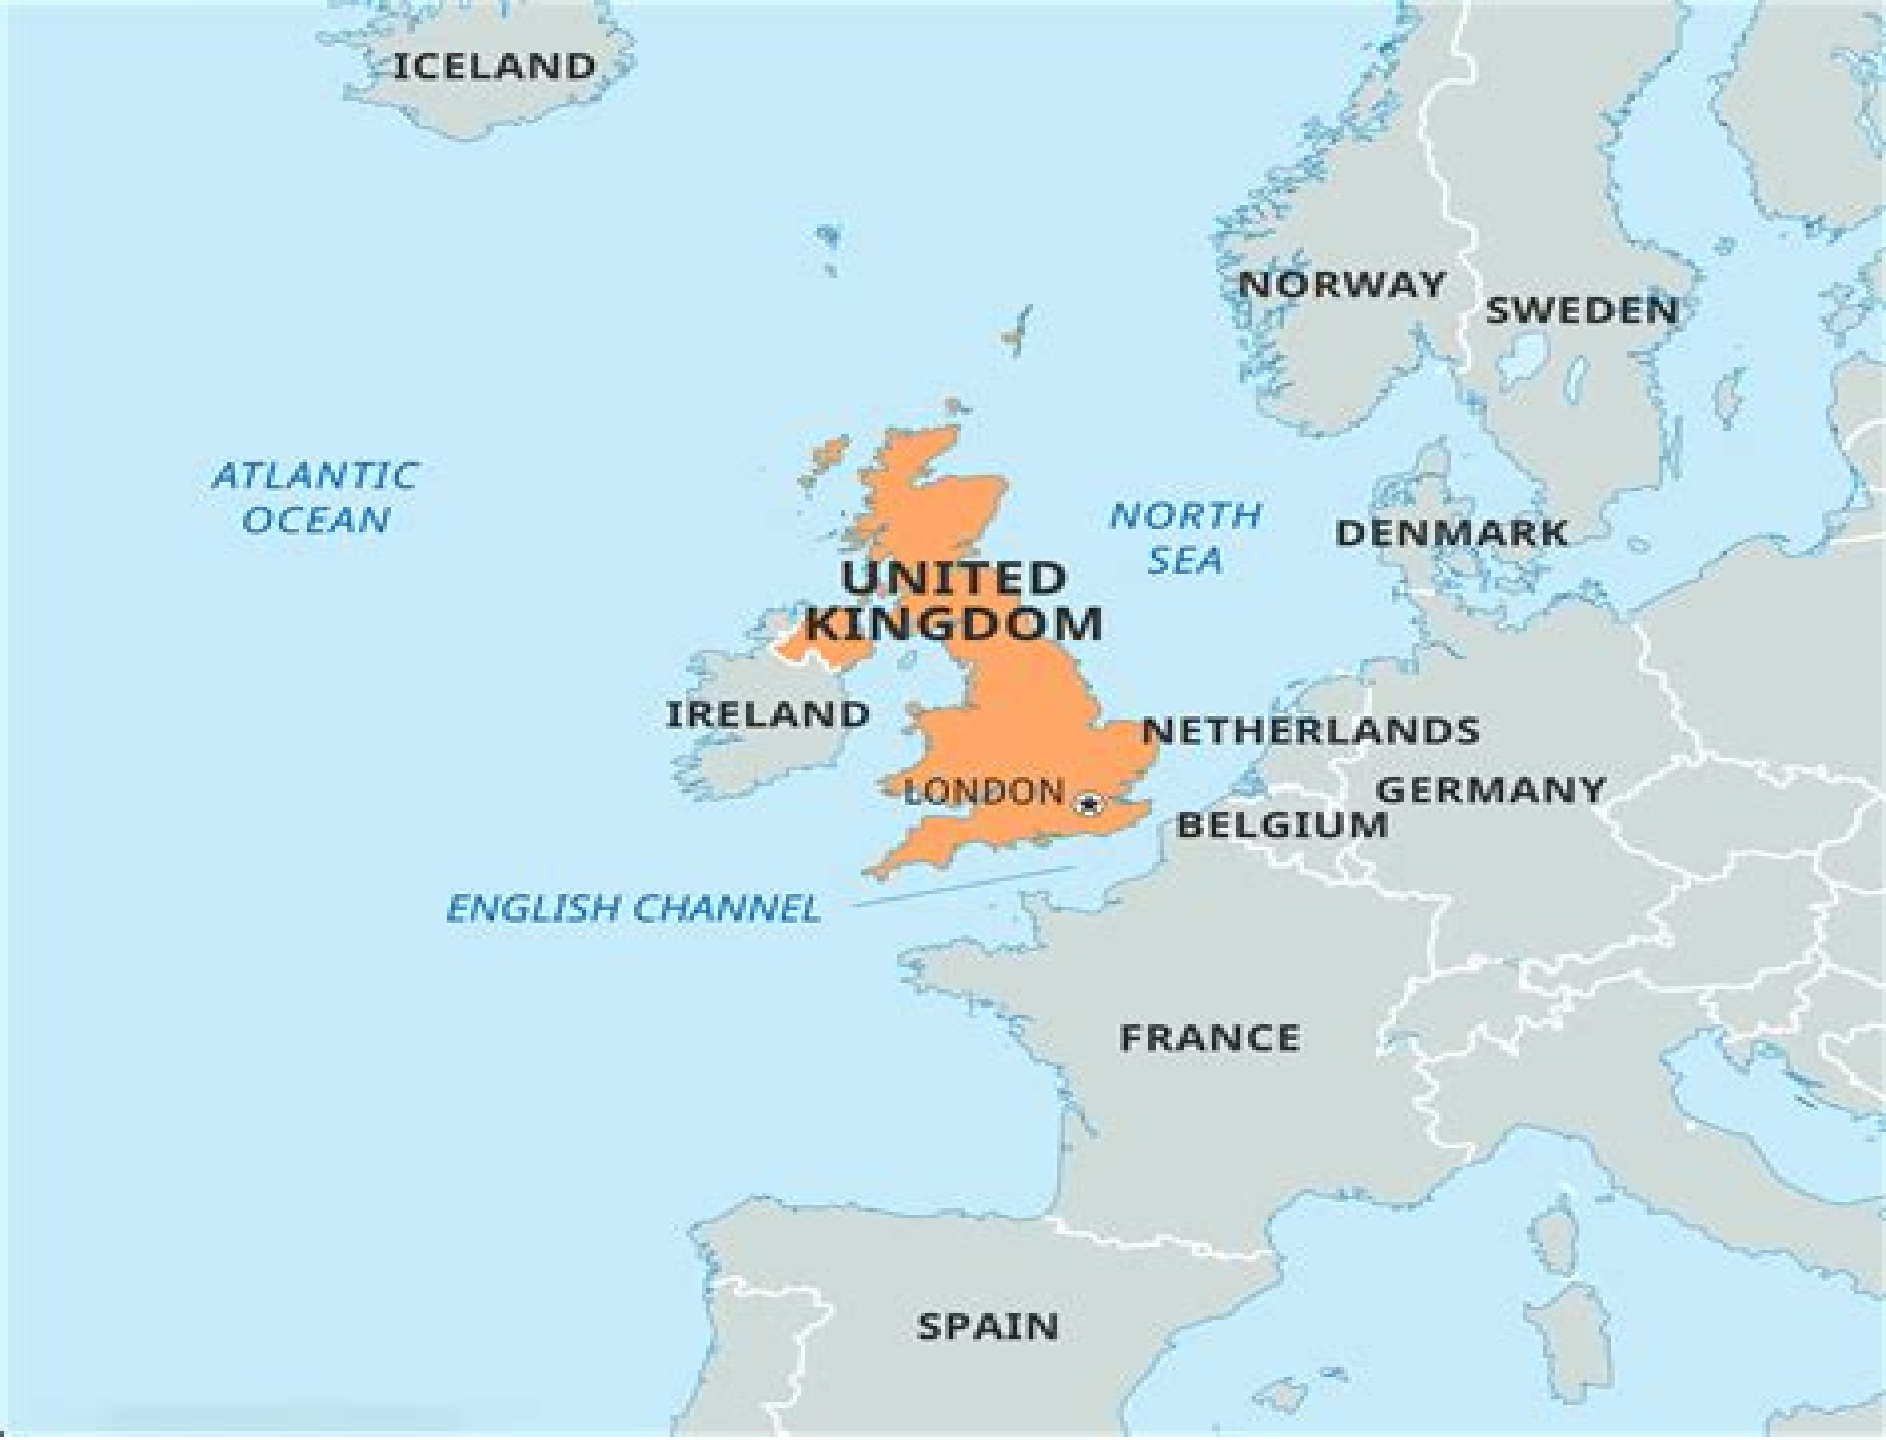 ICELAND
NORWAY
SWEDEN
ATLANTIC
OCEAN
NORTH
SEA
DENMARK
UNITED
KINGDOM
IRELAND
NETHERLANDS
LONDON
GERMANY
BELGIUM
ENGLISH CHANNEL
FRANCE
SPAIN